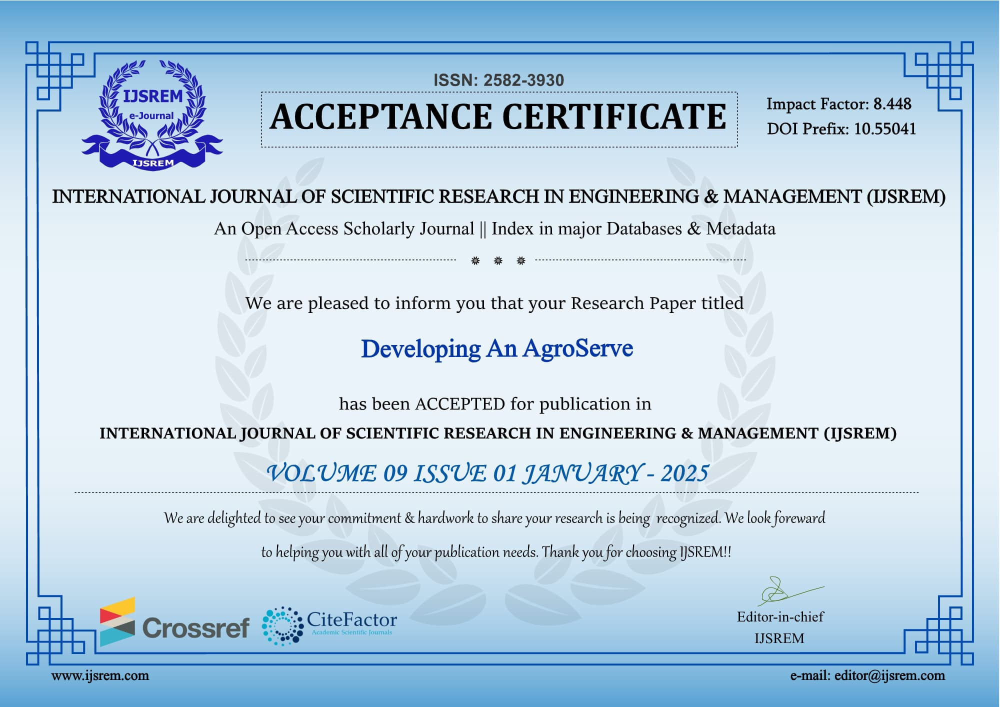 IJSREM
e-Journal
IJSREM
ISSN: 2582-3930
ACCEPTANCE CERTIFICATE
Impact Factor: 8.448
DOI Prefix: 10.55041
INTERNATIONAL JOURNAL OF SCIENTIFIC RESEARCH IN ENGINEERING & MANAGEMENT (IJSREM)
An Open Access Scholarly Journal || Index in major Databases & Metadata
We are pleased to inform you that your Research Paper titled
Developing An AgroServe
has been ACCEPTED for publication in
INTERNATIONAL JOURNAL OF SCIENTIFIC RESEARCH IN ENGINEERING & MANAGEMENT (IJSREM)
VOLUME 09 ISSUE 01 JANUARY - 2025
We are delighted to see your commitment & hardwork to share your research is being recognized. We look foreward
to helping you with all of your publication needs. Thank you for choosing IJSREM!!
Crossref
CiteFactor
Academic Scientific Journals
Editor-in-chief
IJSREM
www.ijsrem.com
e-mail: editor@ijsrem.com